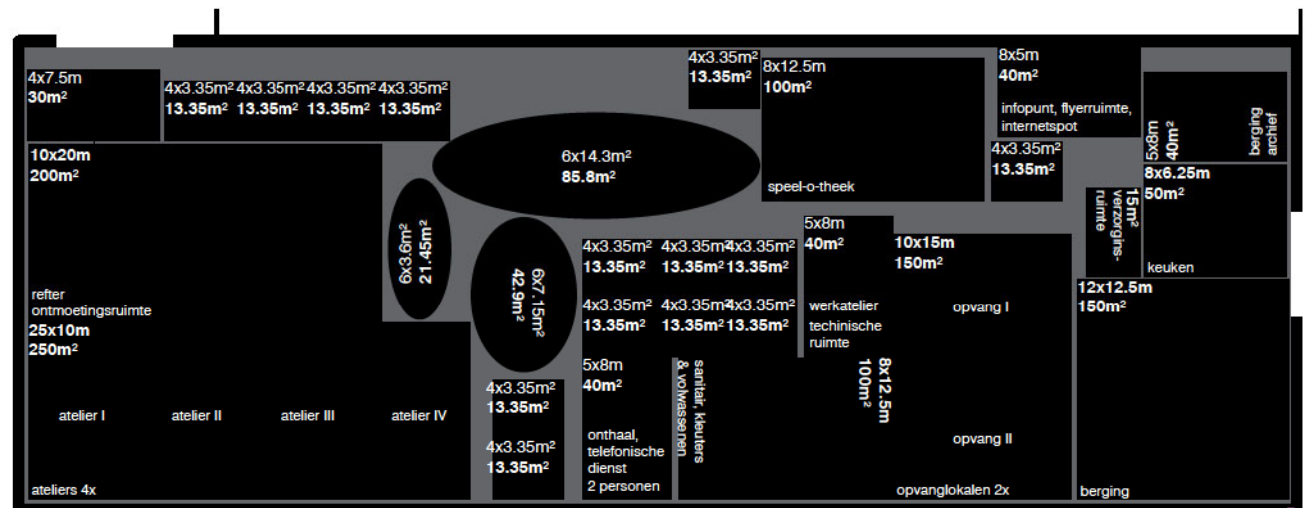 4x7.5m
30m²
4x3.35m² 4x3.35m² 4x3.35m² 4x3.35m²
13.35m² 13.35m² 13.35m² 13.35m²
4x3.35m²
13.35m²
8x12.5m
100m²
speel-o-theek
8x5m
40m²
infopunt, flyerruimte,
internetspot
4x3.35m²
13.35m²
5x8m
40m²
berging
archief
8x6.25m
50m²
keuken
15m²
verzorgins-
ruimte
10x20m
200m²
refter
ontmoetingsruimte
6x14.3m²
85.8m²
6x3.6m²
21.45m²
6x7.15m²
42.9m²
4x3.35m² 4x3.35m² 4x3.35m²
13.35m² 13.35m² 13.35m²
4x3.35m² 4x3.35m² 4x3.35m²
13.35m² 13.35m² 13.35m²
5x8m
40m²
werkatelier
techinische
ruimte
10x15m
150m²
opvang I
opvang II
opvanglokalen 2x
12x12.5m
150m²
berging
25x10m
250m²
atelier I
atelier II
atelier III
atelier IV
ateliers 4x
4x3.35m²
13.35m²
4x3.35m²
13.35m²
5x8m
40m²
onthaal,
telefonische
dienst
2 personen
sanitair, kleuters
& volwassenen
8x12.5m
100m²